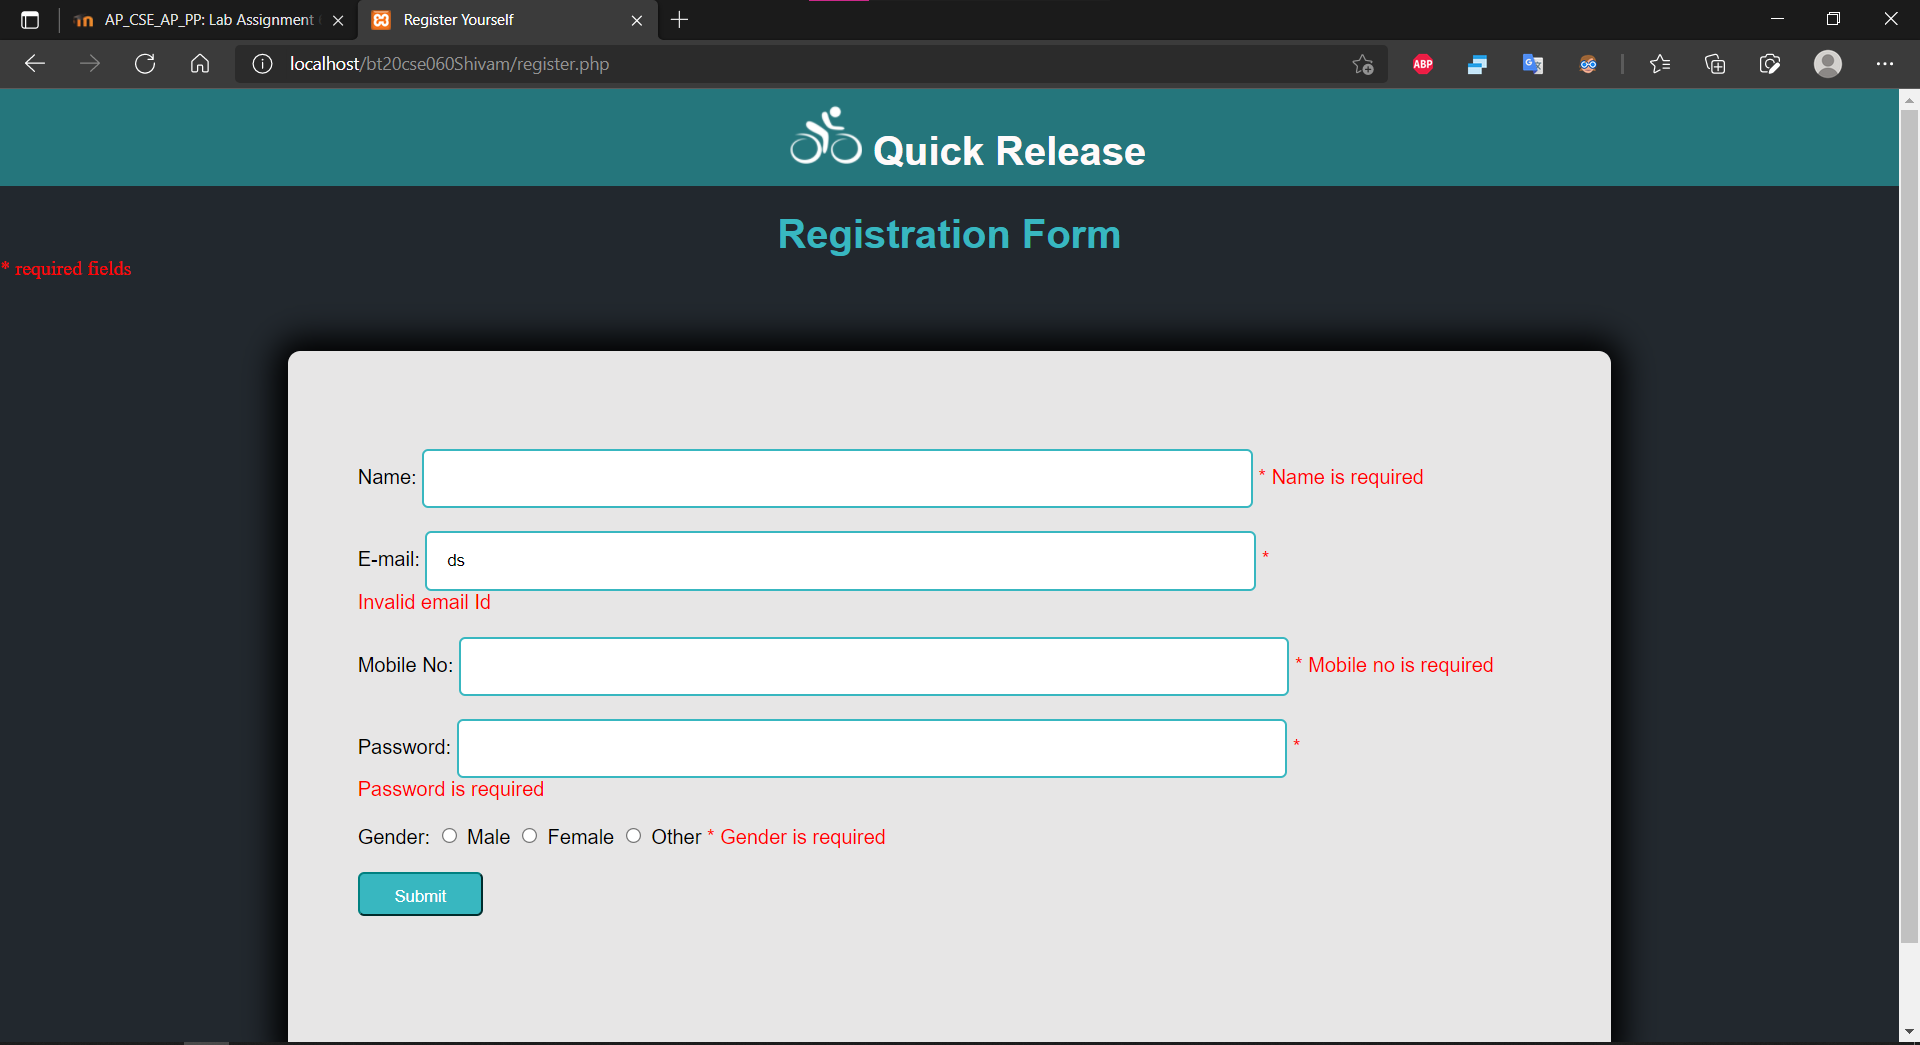 AP_CSE_AP_PP: Lab Assignment
Register Yourself
localhost/bt20cse060Shivam/register.php
ABP
Quick Release
Registration Form
* required fields
Name: * Name is required
E-mail: ds *
Invalid email Id
Mobile No: * Mobile no is required
Password: *
Password is required
Gender: Male Female Other * Gender is required
Submit